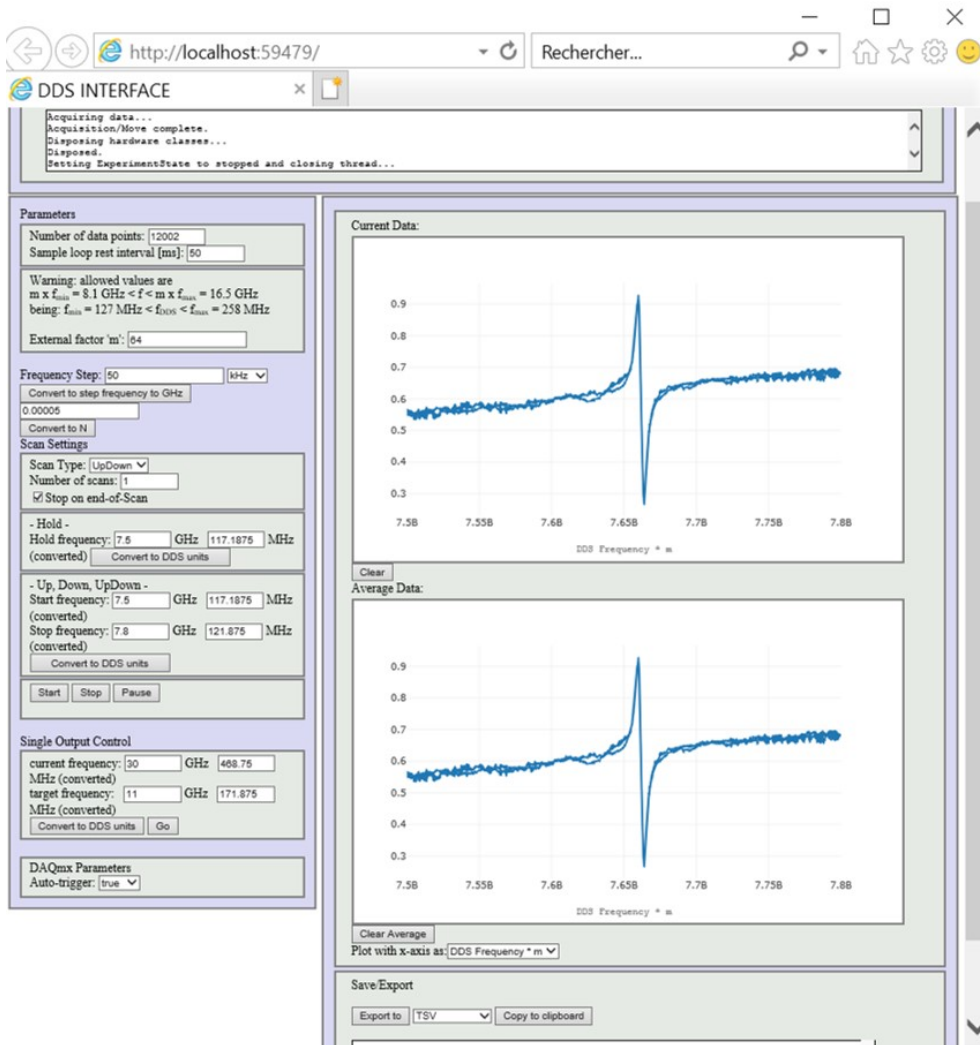 http://localhost:59479/
Rechercher...
DDS INTERFACE
Acquiring data...
Acquisition/Move complete.
Disposing hardware classes...
Disposed.
Setting ExperimentState to stopped and closing thread...
Parameters
Number of data points: 12002
Sample loop rest interval [ms]: 50
Warning: allowed values are
m x fmin = 8.1 GHz < f < m x fmax = 16.5 GHz
being: fmin = 127 MHz < fDDS < fmax = 258 MHz
External factor 'm': 64
Frequency Step: 50 kHz
Convert to step frequency to GHz
0.00005
Convert to N
Scan Settings
Scan Type: UpDown
Number of scans: 1
Stop on end-of-Scan
- Hold -
Hold frequency: 7.5 GHz 117.1875 MHz
(converted) Convert to DDS units
- Up, Down, UpDown -
Start frequency: 7.5 GHz 117.1875 MHz
(converted)
Stop frequency: 7.8 GHz 121.875 MHz
(converted)
Convert to DDS units
Start Stop Pause
Single Output Control
current frequency: 30 GHz 468.75
MHz (converted)
target frequency: 11 GHz 171.875
MHz (converted)
Convert to DDS units Go
DAQmx Parameters
Auto-trigger: true
Current Data:
0.9
0.8
0.7
0.6
0.5
0.4
0.3
7.5B 7.55B 7.6B 7.65B 7.7B 7.75B 7.8B
DDS Frequency * m
Clear
Average Data:
0.9
0.8
0.7
0.6
0.5
0.4
0.3
7.5B 7.55B 7.6B 7.65B 7.7B 7.75B 7.8B
DDS Frequency * m
Clear Average
Plot with x-axis as: DDS Frequency * m
Save/Export
Export to TSV Copy to clipboard